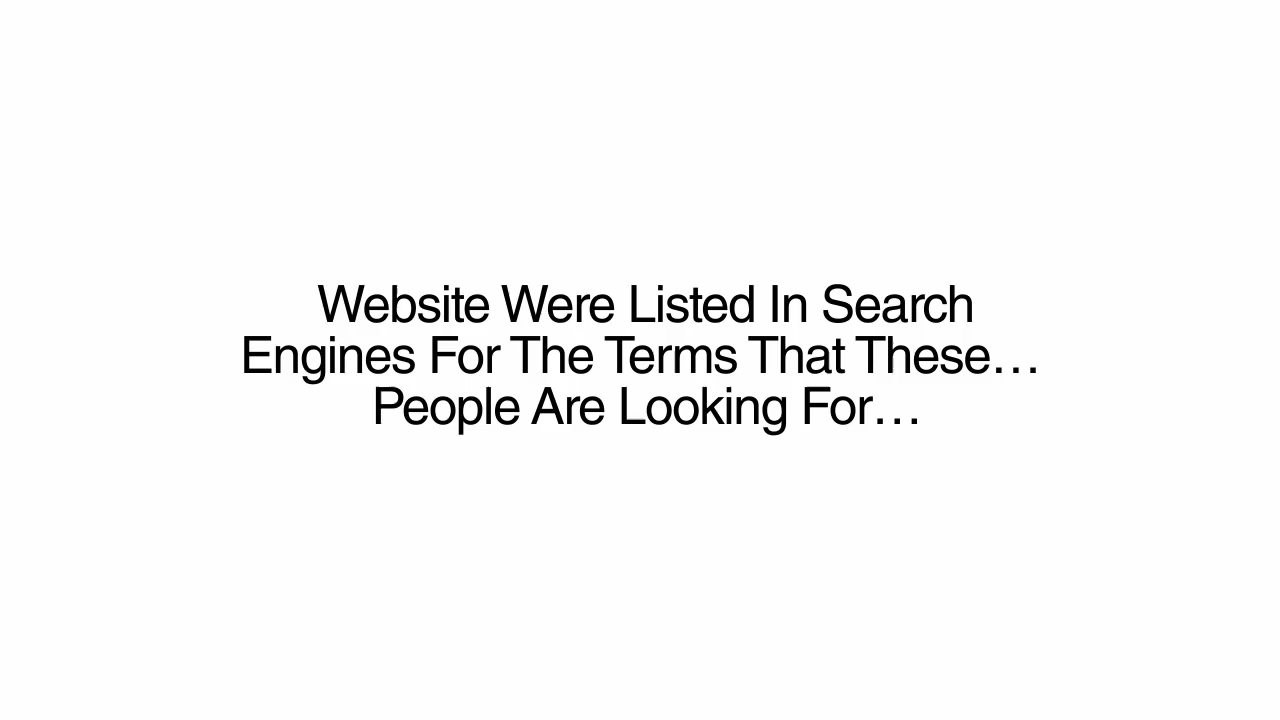 Website Were Listed In Search
Engines For The Terms That These…
People Are Looking For…